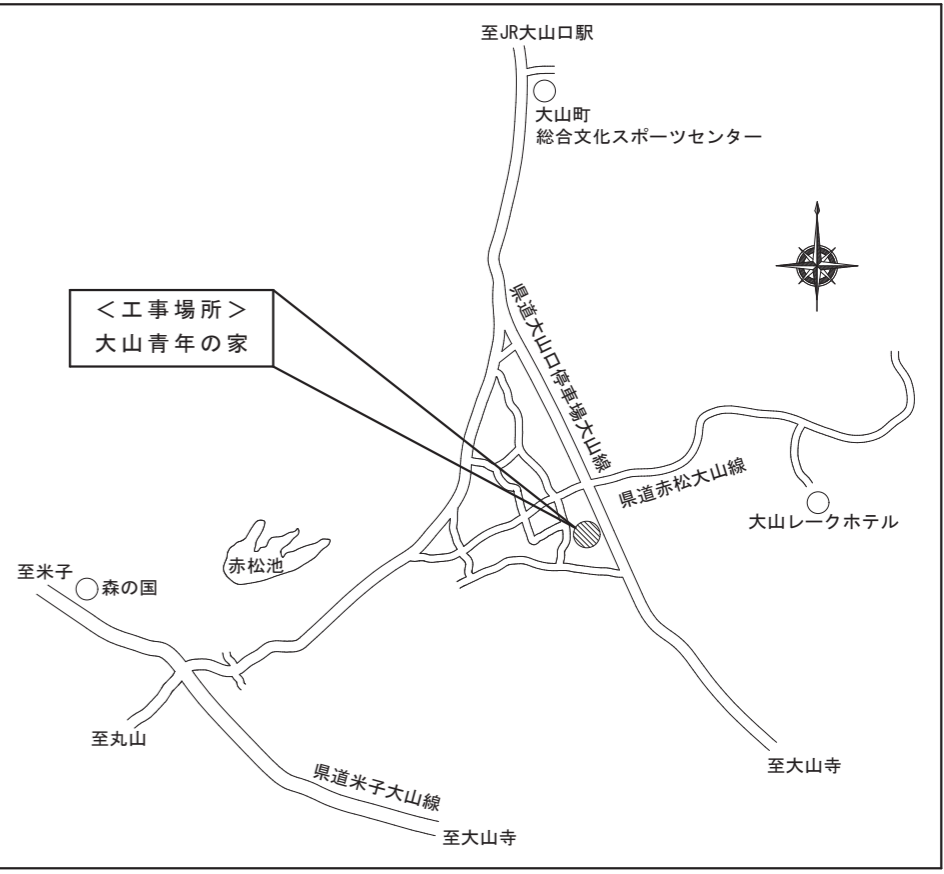 至JR大山口駅
大山町
総合文化スポーツセンター
＜工事場所＞
大山青年の家
県道大山口停車場大山線
県道赤松大山線
大山レークホテル
赤松池
至米子
森の国
至丸山
至大山寺
県道米子大山線
至大山寺